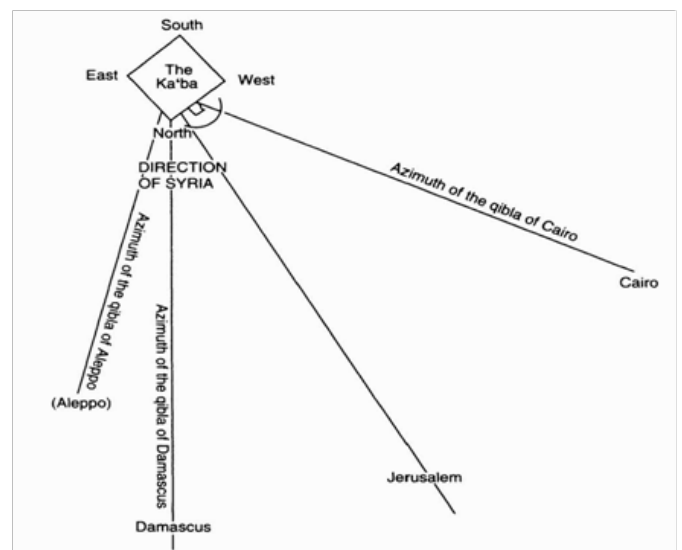 South
East
The
Ka'ba
West
North
DIRECTION
OF SYRIA
Azimuth of the qibla of Cairo
Cairo
Azimuth of the qibla of Aleppo
(Aleppo)
Azimuth of the qibla of Damascus
Jerusalem
Damascus